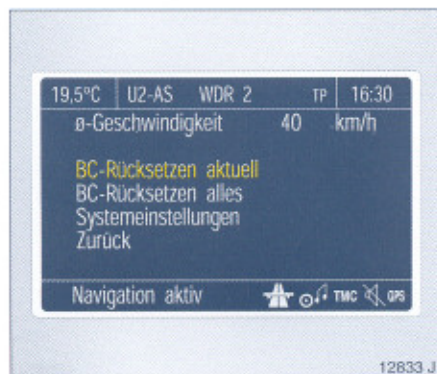 19,5°C U2-AS WDR 2 TP 16:30
ø-Geschwindigkeit 40 km/h
BC-Rücksetzen aktuell
BC-Rücksetzen alles
Systemeinstellungen
Zurück
Navigation aktiv TMC GPS
12833 J